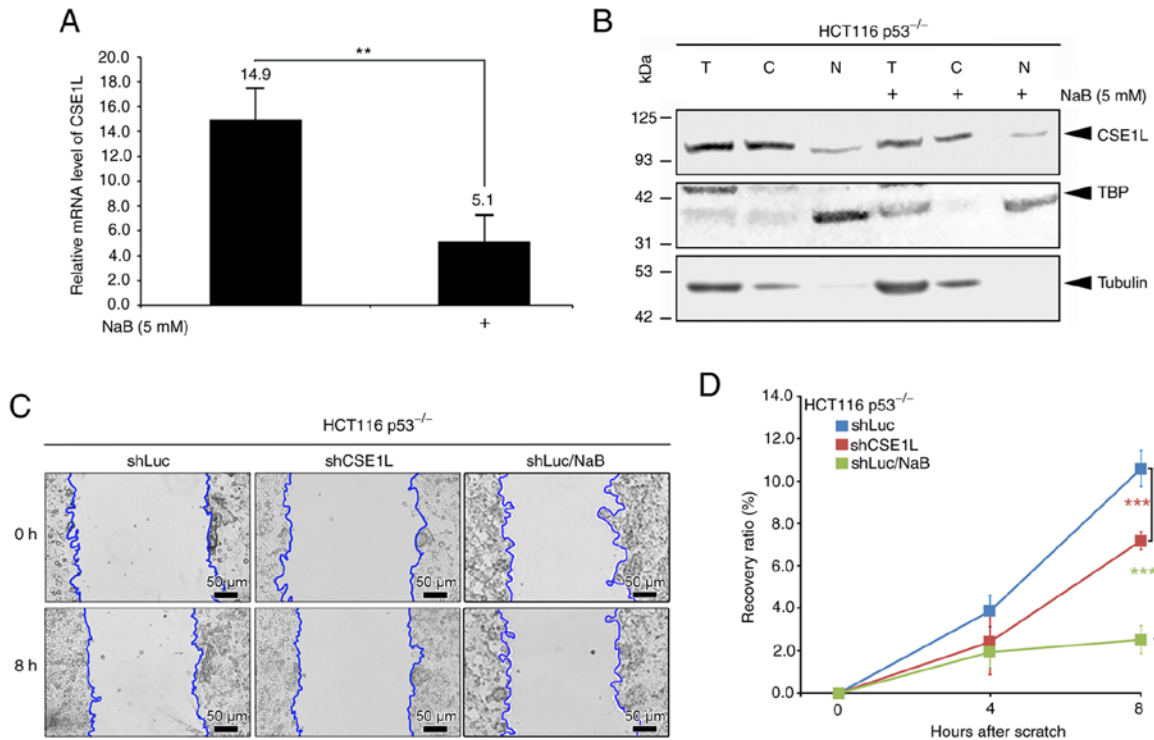 A
Relative mRNA level of CSE1L
20.0
18.0
16.0
14.0
12.0
10.0
8.0
6.0
4.0
2.0
0.0
14.9
**
5.1
NaB (5 mM)
+
B
HCT116 p53–/–
kDa
T C N T C N
+ + + NaB (5 mM)
125
93
CSE1L
42
31
TBP
53
42
Tubulin
C
HCT116 p53–/–
shLuc shCSE1L shLuc/NaB
0 h
50 µm 50 µm 50 µm
8 h
50 µm 50 µm 50 µm
D
HCT116 p53–/–
shLuc
shCSE1L
shLuc/NaB
Recovery ratio (%)
14.0
12.0
10.0
8.0
6.0
4.0
2.0
0.0
***
***
0 4 8
Hours after scratch